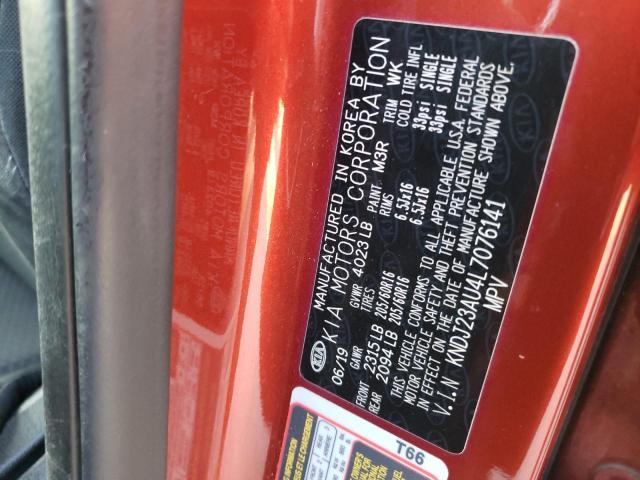 KIA
MANUFACTURED IN KOREA BY
KIA MOTORS CORPORATION
06/19 GVWR 4023 LB PAINT M3R TRIM WK
GAWR TIRES RIMS COLD TIRE INFL
FRONT 2315 LB 205/60R16 6.5Jx16 33psi SINGLE
REAR 2094 LB 205/60R16 6.5Jx16 33psi SINGLE
THIS VEHICLE CONFORMS TO ALL APPLICABLE U.S.A. FEDERAL
MOTOR VEHICLE SAFETY AND THEFT PREVENTION STANDARDS
IN EFFECT ON THE DATE OF MANUFACTURE SHOWN ABOVE.
V.I.N KNDJ23AU4L7076141
MPV
T66